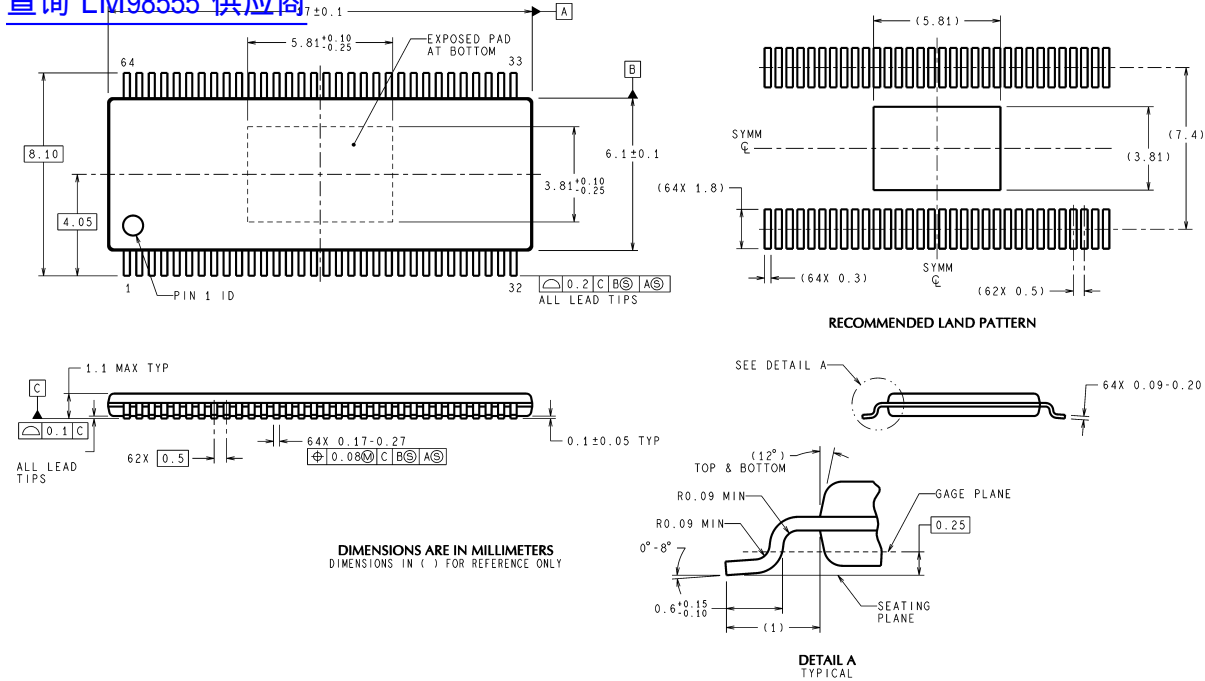 查询 LM98555 供应商
7±0.1
A
5.81 +0.10 -0.25
EXPOSED PAD
AT BOTTOM
64
33
B
8.10
4.05
3.81 +0.10 -0.25
6.1±0.1
1
PIN 1 ID
32
⌓ 0.2 C BⓈ AⓈ
ALL LEAD TIPS
(5.81)
SYMM
℄
(7.4)
(3.81)
(64X 1.8)
(64X 0.3)
SYMM
℄
(62X 0.5)
RECOMMENDED LAND PATTERN
1.1 MAX TYP
C
⌓ 0.1 C
ALL LEAD
TIPS
62X 0.5
64X 0.17-0.27
⌖ 0.08Ⓜ C BⓈ AⓈ
0.1±0.05 TYP
SEE DETAIL A
64X 0.09-0.20
(12°)
TOP & BOTTOM
R0.09 MIN
R0.09 MIN
GAGE PLANE
0.25
0°-8°
0.6 +0.15 -0.10
(1)
SEATING
PLANE
DETAIL A
TYPICAL
DIMENSIONS ARE IN MILLIMETERS
DIMENSIONS IN ( ) FOR REFERENCE ONLY